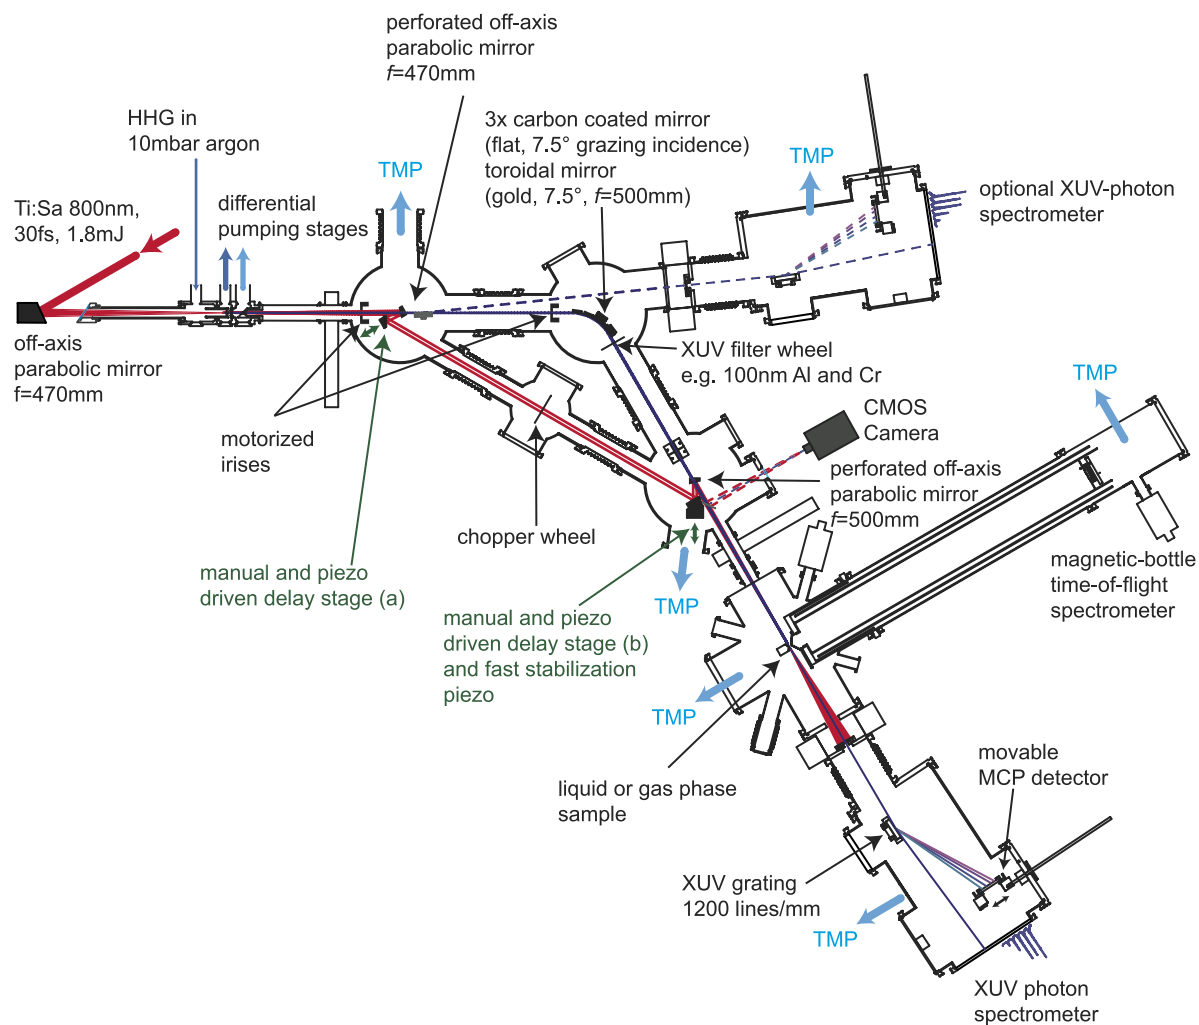 perforated off-axis
parabolic mirror
f=470mm
HHG in
10mbar argon
3x carbon coated mirror
(flat, 7.5° grazing incidence)
toroidal mirror
(gold, 7.5°, f=500mm)
TMP
TMP
optional XUV-photon
spectrometer
Ti:Sa 800nm,
30fs, 1.8mJ
differential
pumping stages
off-axis
parabolic mirror
f=470mm
XUV filter wheel
e.g. 100nm Al and Cr
TMP
CMOS
Camera
motorized
irises
perforated off-axis
parabolic mirror
f=500mm
chopper wheel
magnetic-bottle
time-of-flight
spectrometer
manual and piezo
driven delay stage (a)
TMP
manual and piezo
driven delay stage (b)
and fast stabilization
piezo
TMP
liquid or gas phase
sample
movable
MCP detector
XUV grating
1200 lines/mm
TMP
XUV photon
spectrometer